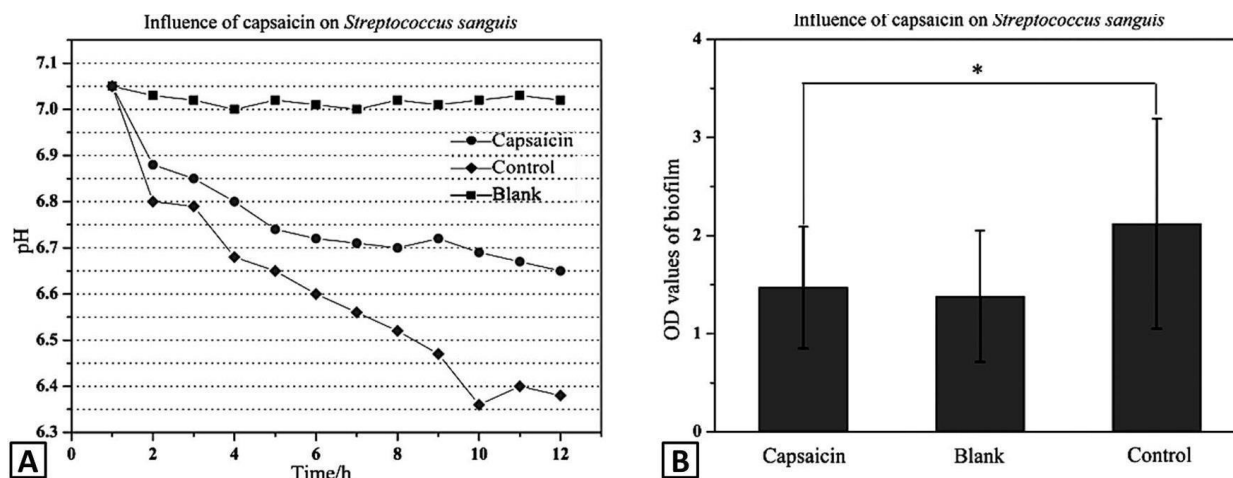 Influence of capsaicin on Streptococcus sanguis
7.1
7.0
6.9
6.8
6.7
6.6
6.5
6.4
6.3
pH
Capsaicin
Control
Blank
2
4
6
8
10
12
Time/h
A
Influence of capsaicin on Streptococcus sanguis
4
3
2
1
0
OD values of biofilm
*
Capsaicin
Blank
Control
B